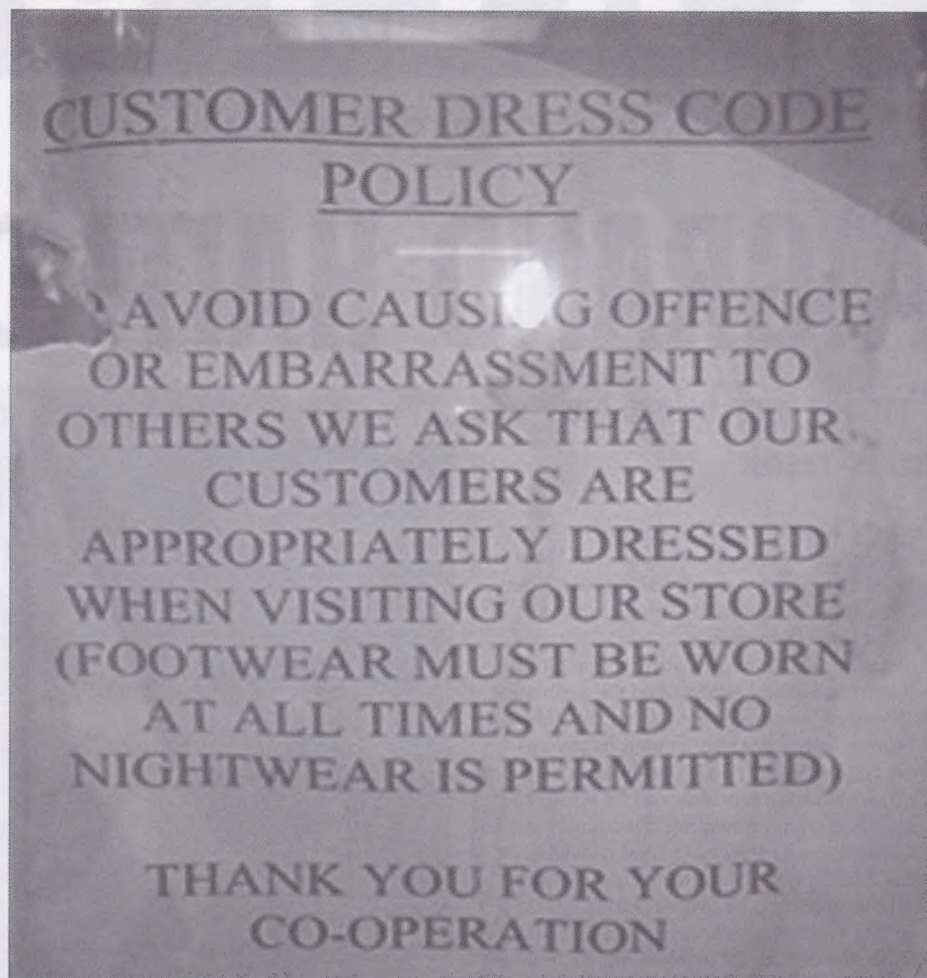 CUSTOMER DRESS CODE
POLICY
AVOID CAUSING OFFENCE
OR EMBARRASSMENT TO
OTHERS WE ASK THAT OUR
CUSTOMERS ARE
APPROPRIATELY DRESSED
WHEN VISITING OUR STORE
(FOOTWEAR MUST BE WORN
AT ALL TIMES AND NO
NIGHTWEAR IS PERMITTED)
THANK YOU FOR YOUR
CO-OPERATION